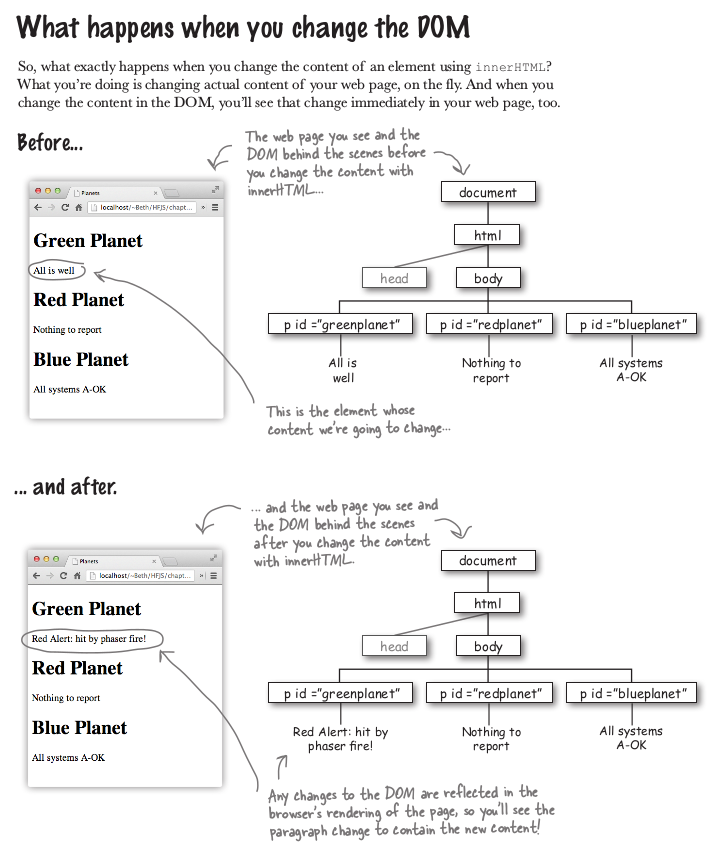 What happens when you change the DOM
So, what exactly happens when you change the content of an element using innerHTML?
What you're doing is changing actual content of your web page, on the fly. And when you
change the content in the DOM, you'll see that change immediately in your web page, too.
Before...
The web page you see and the
DOM behind the scenes before
you change the content with
innerHTML...
Planets
localhost/~Beth/HFJS/chapt...
Green Planet
All is well
Red Planet
Nothing to report
Blue Planet
All systems A-OK
document
html
head
body
p id ="greenplanet"
p id ="redplanet"
p id ="blueplanet"
All is
well
Nothing to
report
All systems
A-OK
This is the element whose
content we're going to change...
... and after.
... and the web page you see and
the DOM behind the scenes
after you change the content
with innerHTML.
Planets
localhost/~Beth/HFJS/chapt...
Green Planet
Red Alert: hit by phaser fire!
Red Planet
Nothing to report
Blue Planet
All systems A-OK
document
html
head
body
p id ="greenplanet"
p id ="redplanet"
p id ="blueplanet"
Red Alert: hit by
phaser fire!
Nothing to
report
All systems
A-OK
Any changes to the DOM are reflected in the
browser's rendering of the page, so you'll see the
paragraph change to contain the new content!